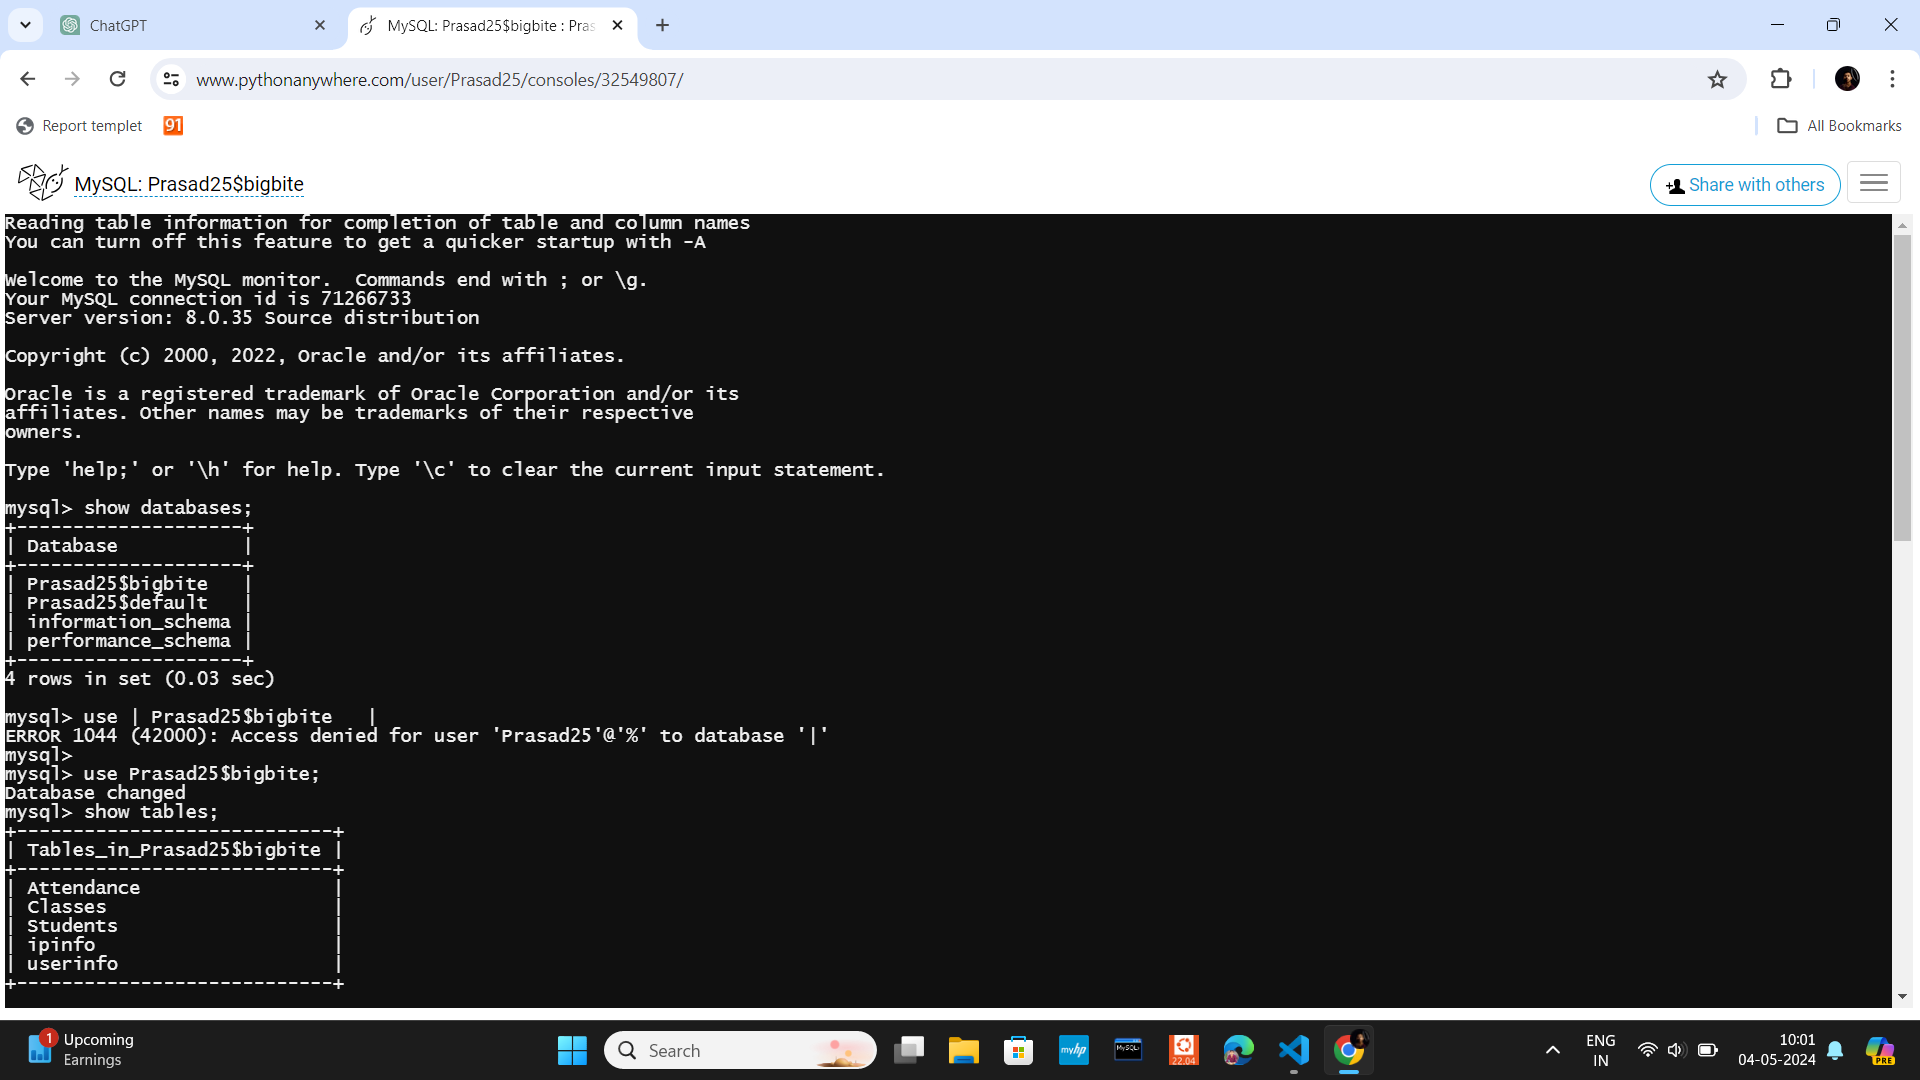 ChatGPT
MySQL: Prasad25$bigbite : Pras
www.pythonanywhere.com/user/Prasad25/consoles/32549807/
Report templet
91
All Bookmarks
MySQL: Prasad25$bigbite
Share with others
Reading table information for completion of table and column names
You can turn off this feature to get a quicker startup with -A
Welcome to the MySQL monitor.  Commands end with ; or \g.
Your MySQL connection id is 71266733
Server version: 8.0.35 Source distribution
Copyright (c) 2000, 2022, Oracle and/or its affiliates.
Oracle is a registered trademark of Oracle Corporation and/or its
affiliates. Other names may be trademarks of their respective
owners.
Type 'help;' or '\h' for help. Type '\c' to clear the current input statement.
mysql> show databases;
+--------------------+
| Database           |
+--------------------+
| Prasad25$bigbite   |
| Prasad25$default   |
| information_schema |
| performance_schema |
+--------------------+
4 rows in set (0.03 sec)
mysql> use | Prasad25$bigbite   |
ERROR 1044 (42000): Access denied for user 'Prasad25'@'%' to database '|'
mysql>
mysql> use Prasad25$bigbite;
Database changed
mysql> show tables;
+----------------------------+
| Tables_in_Prasad25$bigbite |
+----------------------------+
| Attendance                 |
| Classes                    |
| Students                   |
| ipinfo                     |
| userinfo                   |
+----------------------------+
1
Upcoming
Earnings
Search
myhp
MySQL
22.04
ENG
IN
10:01
04-05-2024
PRE